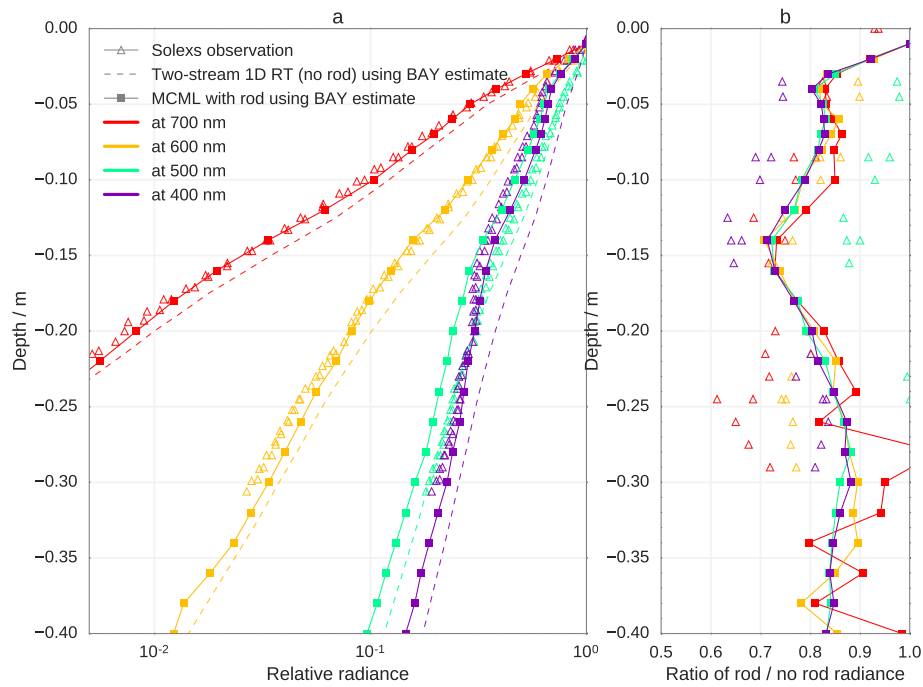 a
b
0.00
−0.05
−0.10
−0.15
−0.20
−0.25
−0.30
−0.35
−0.40
Depth / m
Solexs observation
Two-stream 1D RT (no rod) using BAY estimate
MCML with rod using BAY estimate
at 700 nm
at 600 nm
at 500 nm
at 400 nm
10⁻²
10⁻¹
10⁰
Relative radiance
0.00
−0.05
−0.10
−0.15
−0.20
−0.25
−0.30
−0.35
−0.40
Depth / m
0.5
0.6
0.7
0.8
0.9
1.0
Ratio of rod / no rod radiance